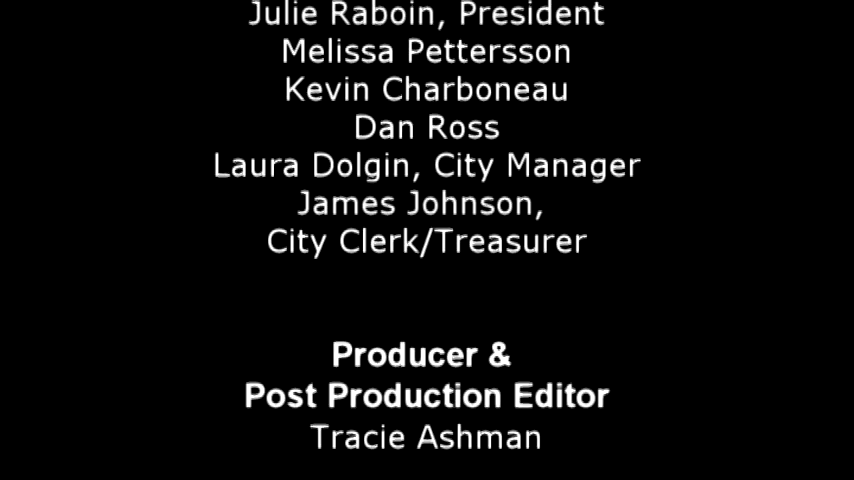 Julie Raboin, President
Melissa Pettersson
Kevin Charboneau
Dan Ross
Laura Dolgin, City Manager
James Johnson,
City Clerk/Treasurer
Producer &
Post Production Editor
Tracie Ashman